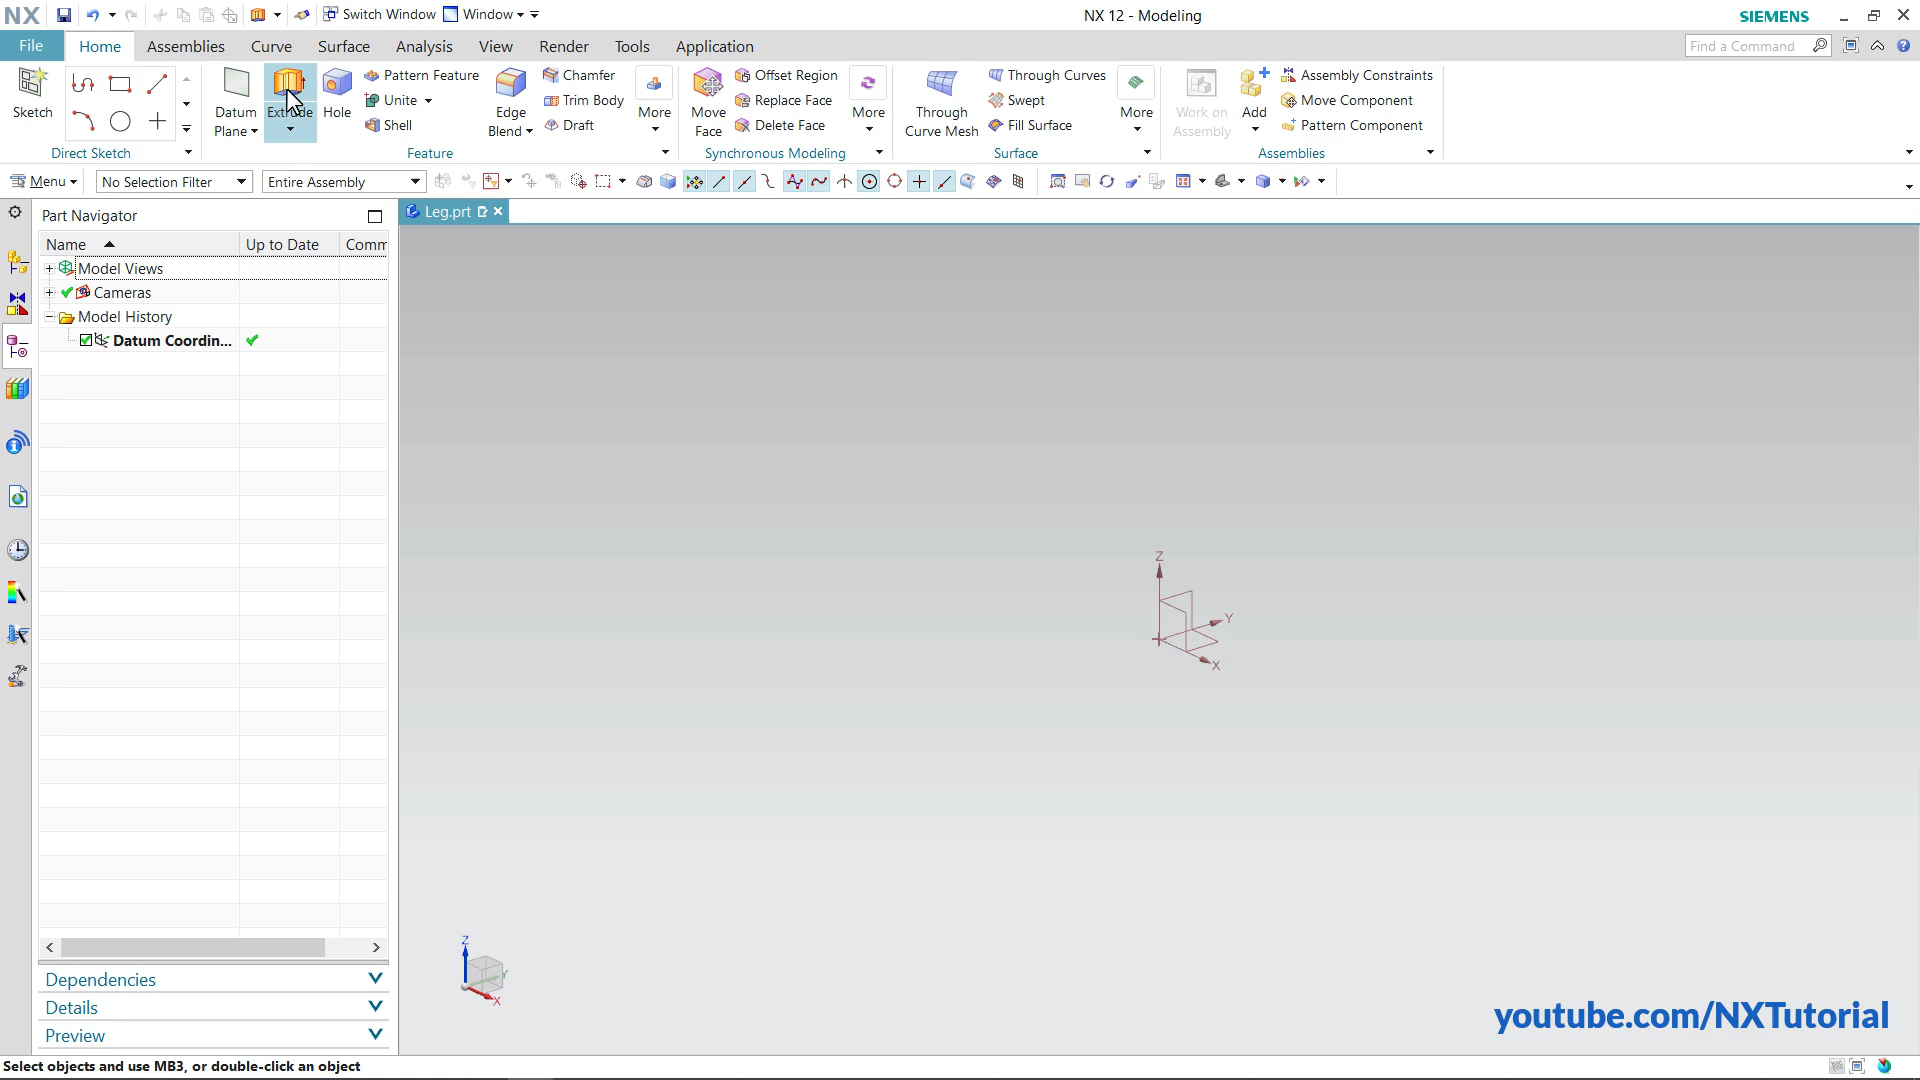 NX Switch Window Window NX 12 - Modeling SIEMENS
File Home Assemblies Curve Surface Analysis View Render Tools Application Find a Command
Sketch
Direct Sketch
Datum
Plane
Extrude
Hole
Pattern Feature
Unite
Shell
Edge
Blend
Chamfer
Trim Body
Draft
More
Feature
Move
Face
Offset Region
Replace Face
Delete Face
More
Synchronous Modeling
Through
Curve Mesh
Through Curves
Swept
Fill Surface
More
Surface
Work on
Assembly
Add
Assembly Constraints
Move Component
Pattern Component
Assemblies
Menu No Selection Filter Entire Assembly
Part Navigator
Leg.prt
Name Up to Date Comm
Model Views
Cameras
Model History
Datum Coordin...
Z
Y
X
Z
Y
X
Dependencies
Details
Preview
youtube.com/NXTutorial
Select objects and use MB3, or double-click an object